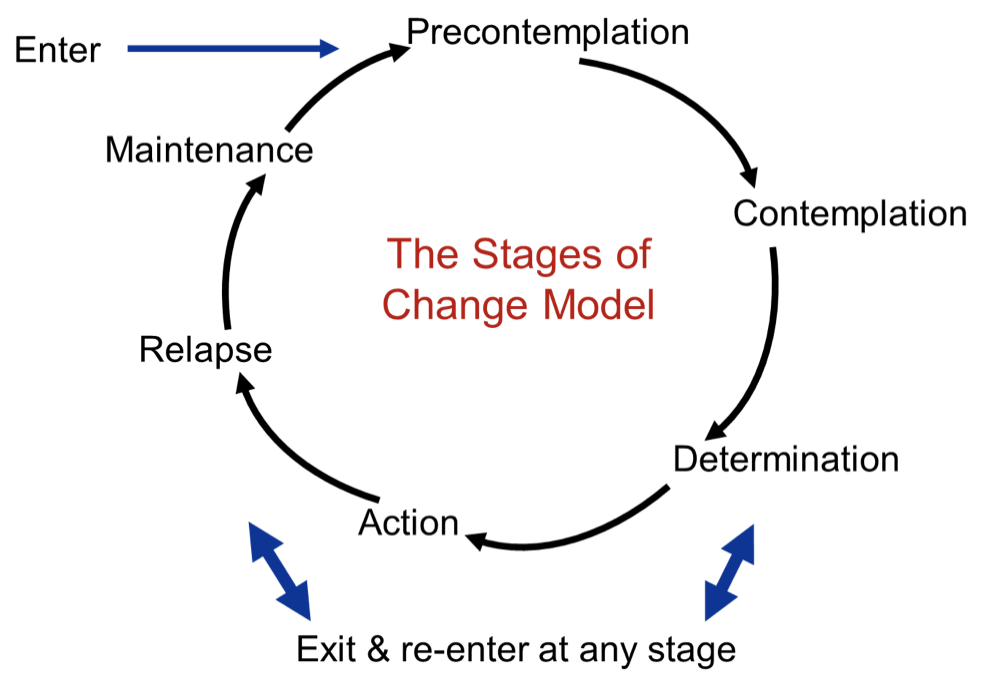 Enter
Precontemplation
Maintenance
Contemplation
The Stages of
Change Model
Relapse
Determination
Action
Exit & re-enter at any stage